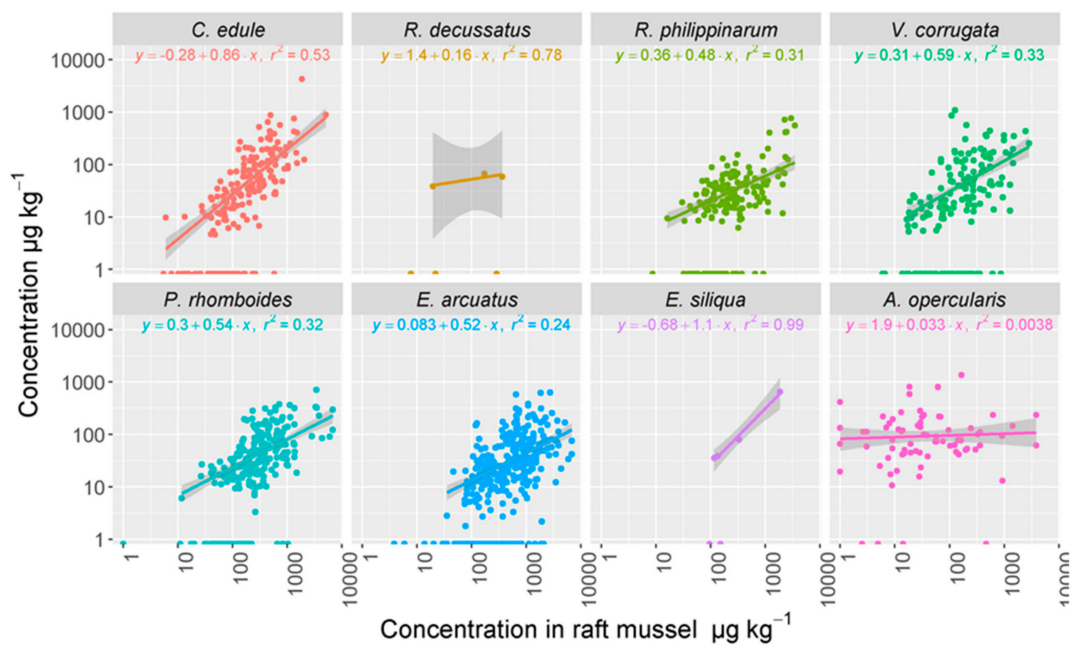 C. edule R. decussatus R. philippinarum V. corrugata
y = -0.28+0.86 · x, r² = 0.53 y = 1.4+0.16 · x, r² = 0.78 y = 0.36+0.48 · x, r² = 0.31 y = 0.31+0.59 · x, r² = 0.33
10000
1000
100
10
1
P. rhomboides E. arcuatus E. siliqua A. opercularis
y = 0.3+0.54 · x, r² = 0.32 y = 0.083+0.52 · x, r² = 0.24 y = -0.68+1.1 · x, r² = 0.99 y = 1.9+0.033 · x, r² = 0.0038
10000
1000
100
10
1
Concentration µg kg⁻¹
1 10 100 1000 10000 1 10 100 1000 10000 1 10 100 1000 10000 1 10 100 1000 10000
Concentration in raft mussel µg kg⁻¹